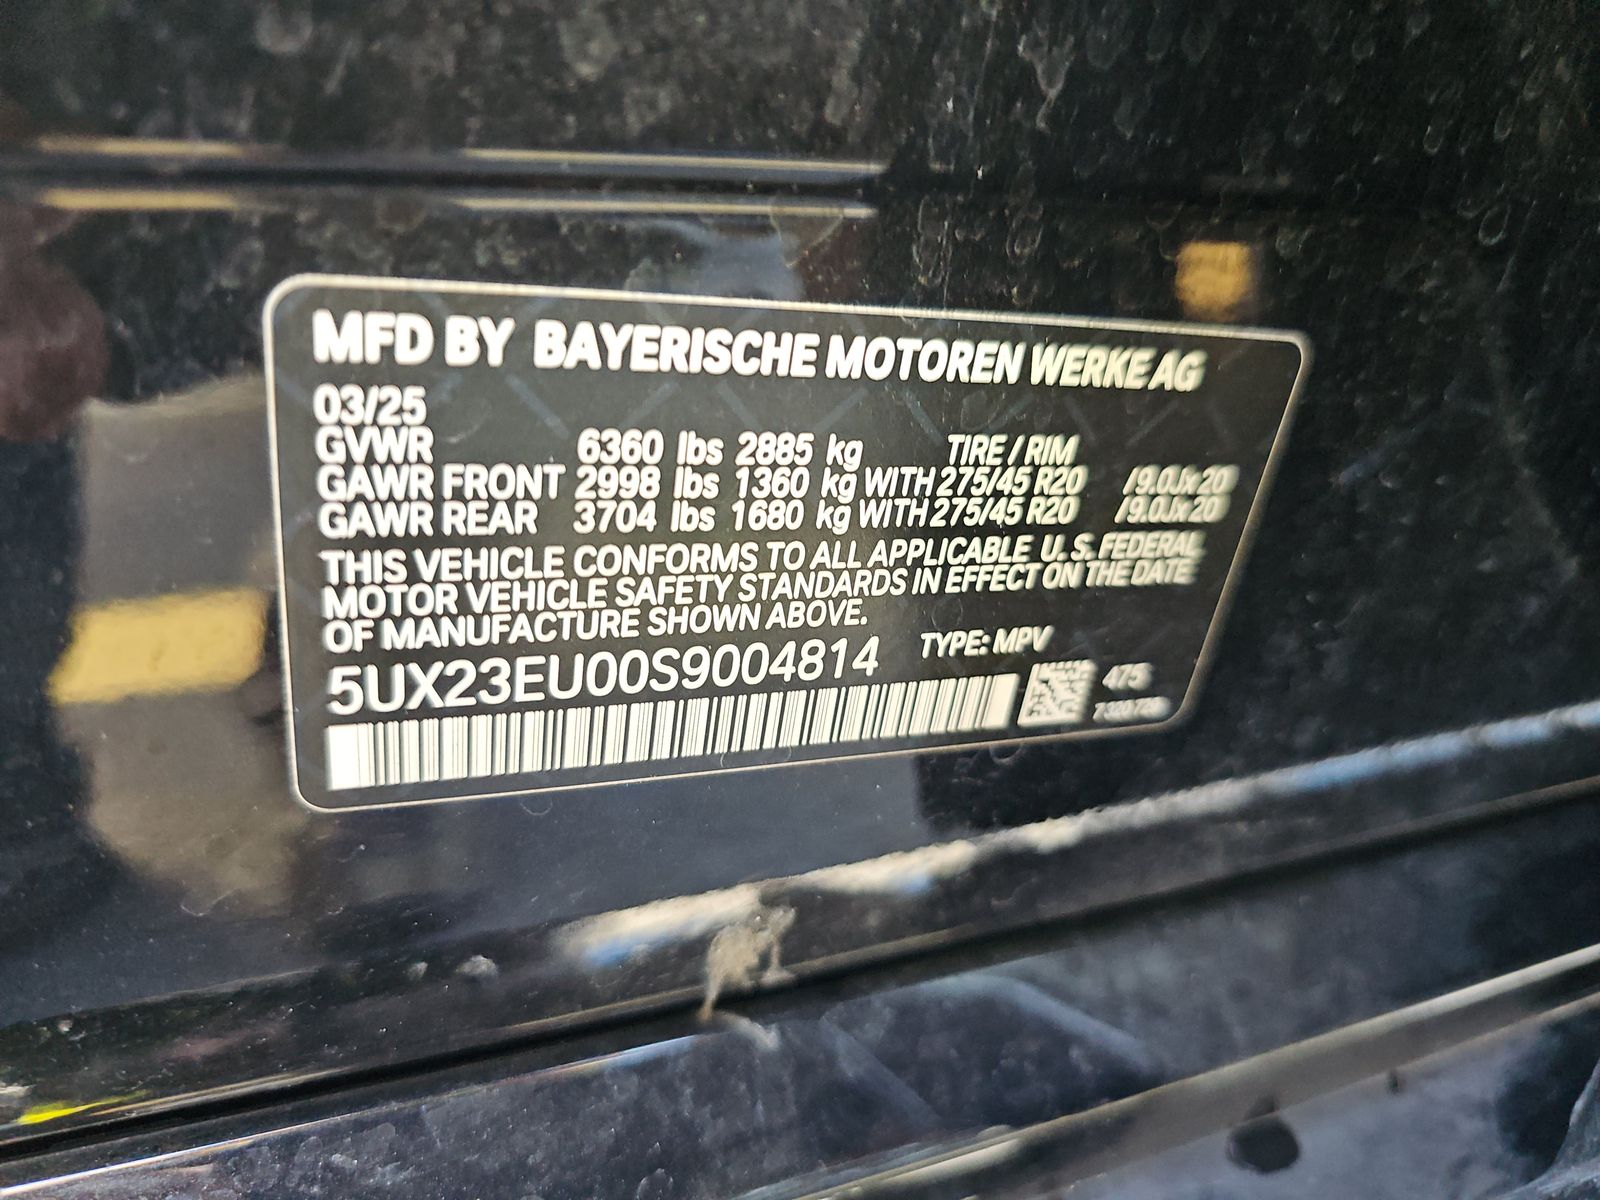 MFD BY BAYERISCHE MOTOREN WERKE AG
03/25
GVWR 6360 lbs 2885 kg TIRE / RIM
GAWR FRONT 2998 lbs 1360 kg WITH 275/45 R20 /9.0Jx20
GAWR REAR 3704 lbs 1680 kg WITH 275/45 R20 /9.0Jx20
THIS VEHICLE CONFORMS TO ALL APPLICABLE U.S. FEDERAL
MOTOR VEHICLE SAFETY STANDARDS IN EFFECT ON THE DATE
OF MANUFACTURE SHOWN ABOVE.
5UX23EU00S9004814 TYPE: MPV
475